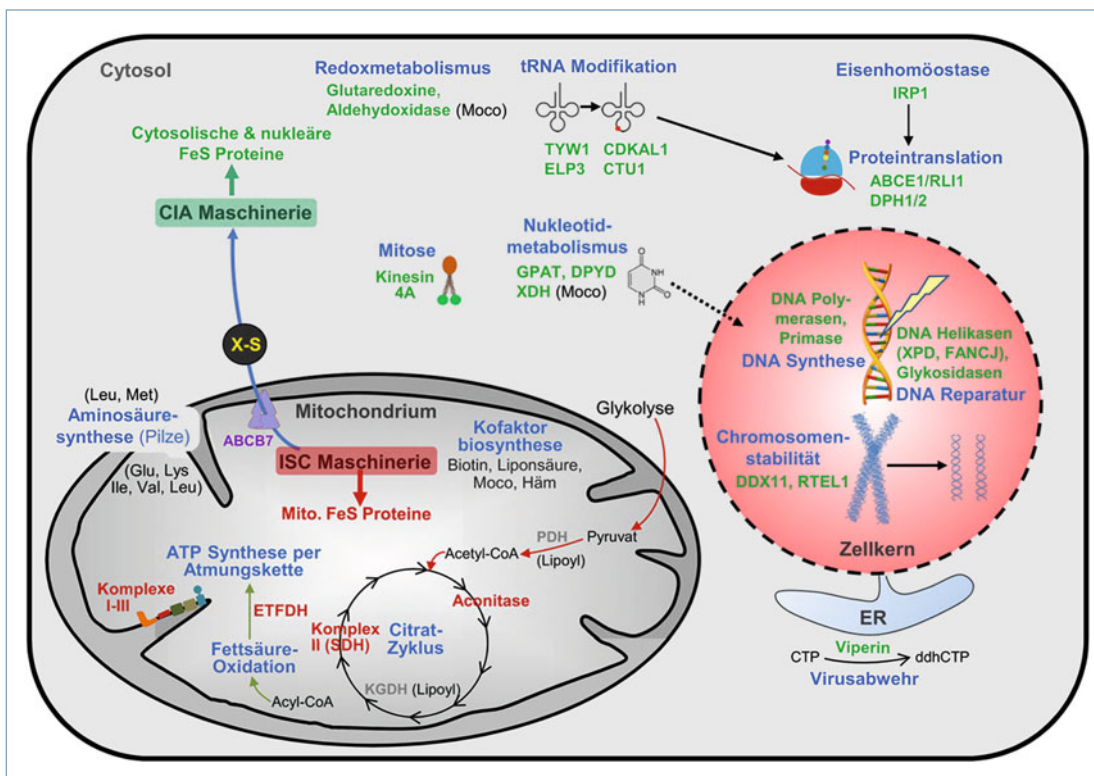 Cytosol
Redoxmetabolismus
Glutaredoxine,
Aldehydoxidase (Moco)
tRNA Modifikation
TYW1 CDKAL1
ELP3 CTU1
Eisenhomöostase
IRP1
Proteintranslation
ABCE1/RLI1
DPH1/2
Cytosolische & nukleäre
FeS Proteine
CIA Maschinerie
Mitose
Kinesin
4A
Nukleotid-
metabolismus
GPAT, DPYD
XDH (Moco)
O
NH
N
H
O
X-S
DNA Poly-
merasen,
Primase
DNA Synthese
DNA Helikasen
(XPD, FANCJ),
Glykosidasen
DNA Reparatur
Chromosomen-
stabilität
DDX11, RTEL1
Zellkern
(Leu, Met)
Aminosäure-
synthese (Pilze)
(Glu, Lys
Ile, Val, Leu)
ABCB7
Mitochondrium
ISC Maschinerie
Mito. FeS Proteine
Kofaktor
biosynthese
Biotin, Liponsäure,
Moco, Häm
Glykolyse
Pyruvat
PDH
(Lipoyl)
Acetyl-CoA
Aconitase
ATP Synthese per
Atmungskette
Komplexe
I-III
ETFDH
Fettsäure-
Oxidation
Acyl-CoA
Komplex
II (SDH)
Citrat-
Zyklus
KGDH (Lipoyl)
ER
Viperin
CTP ddhCTP
Virusabwehr